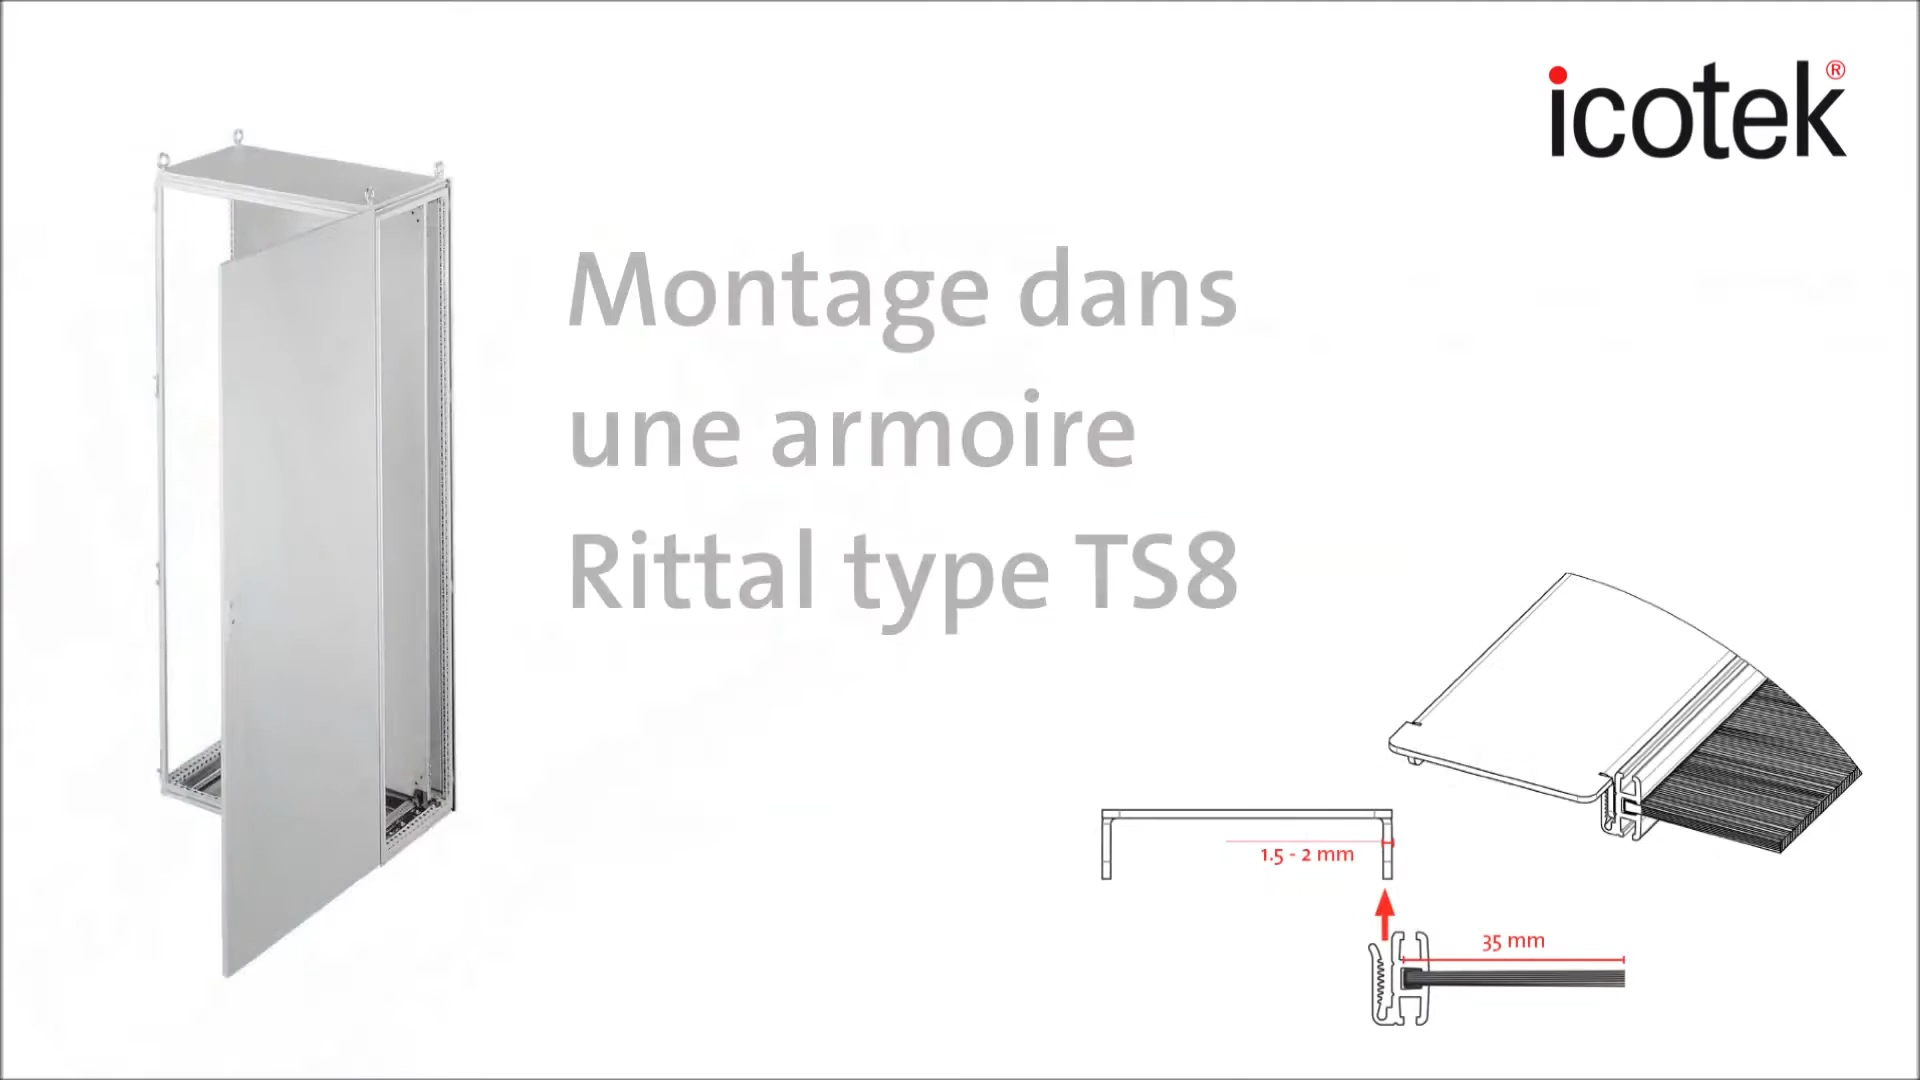 icotek®
Montage dans
une armoire
Rittal type TS8
1.5 - 2 mm
35 mm